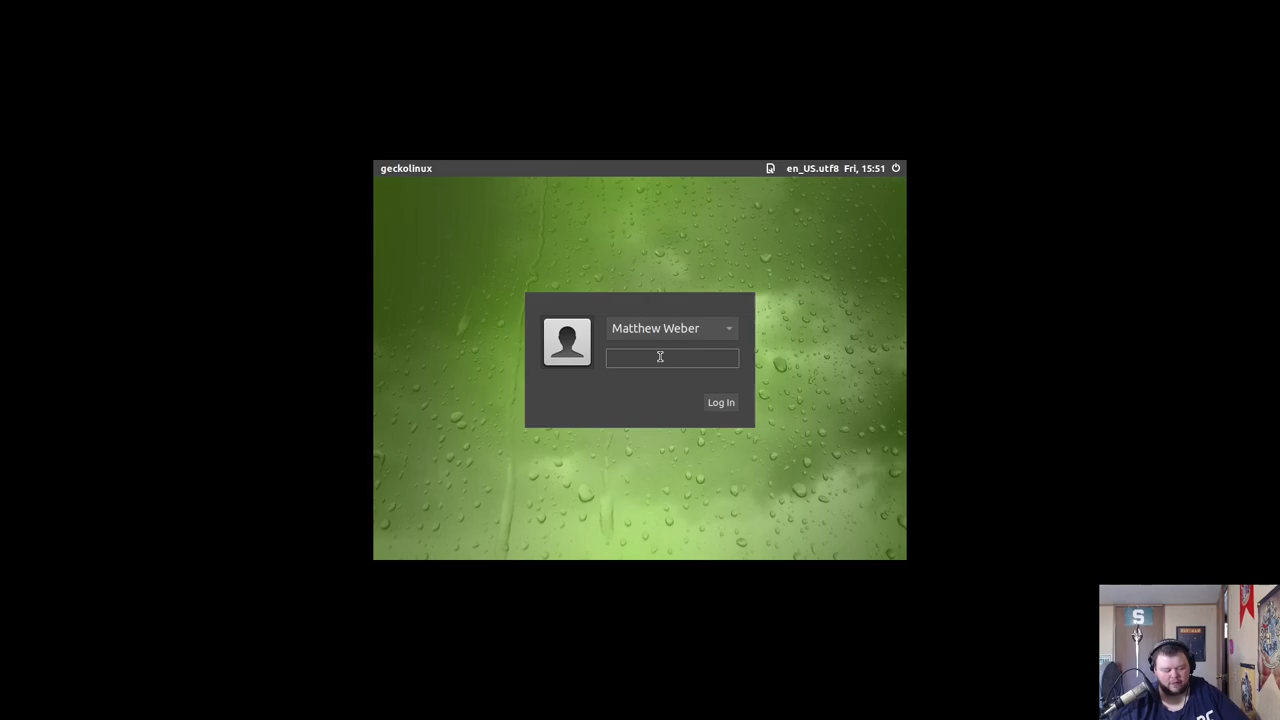 geckolinux
en_US.utf8 Fri, 15:51
Matthew Weber
Log In
S